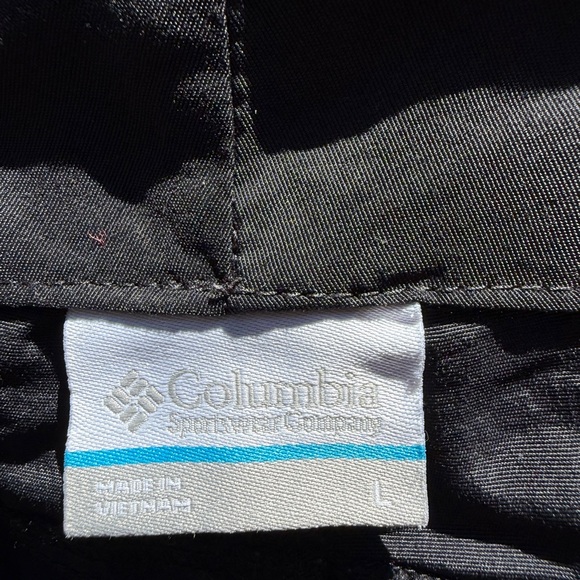 Columbia
Sportswear Company
MADE IN
VIETNAM
L